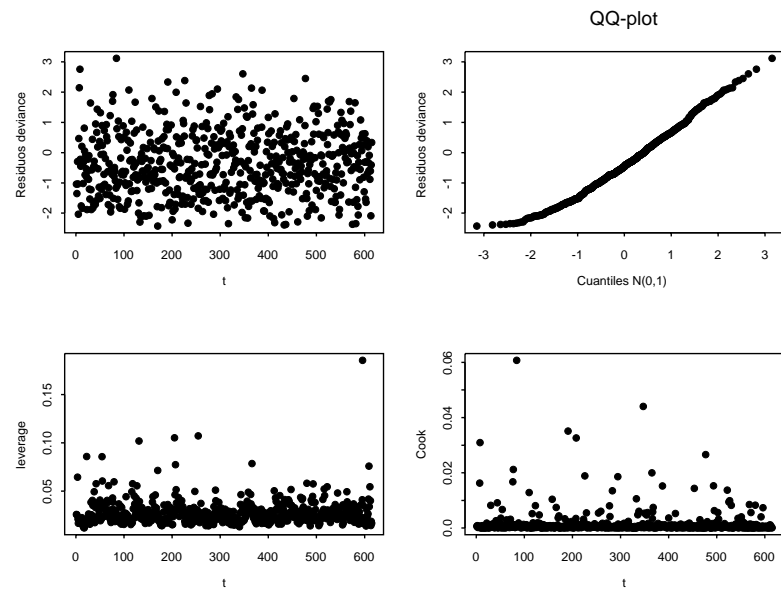 QQ-plot
Residuos deviance
3
2
1
0
-1
-2
0 100 200 300 400 500 600
t
Residuos deviance
3
2
1
0
-1
-2
-3 -2 -1 0 1 2 3
Cuantiles N(0,1)
leverage
0.15
0.10
0.05
0 100 200 300 400 500 600
t
Cook
0.06
0.04
0.02
0.0
0 100 200 300 400 500 600
t